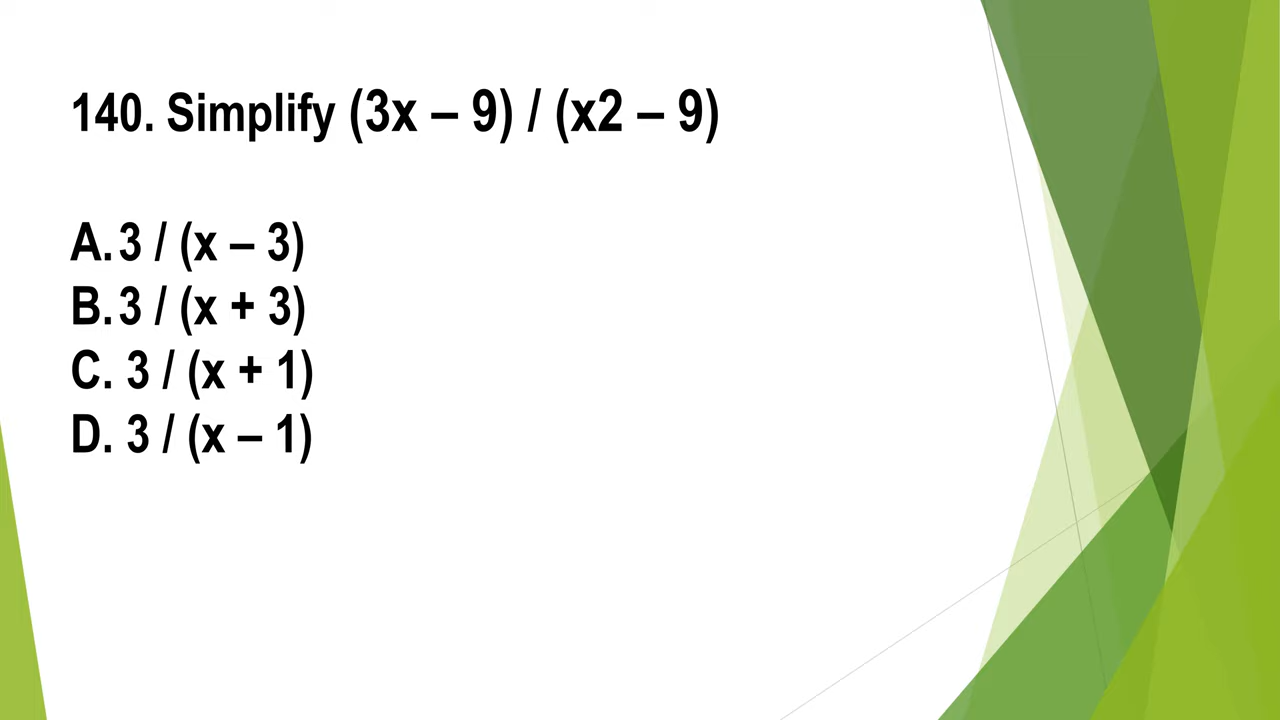 140. Simplify (3x – 9) / (x2 – 9)
A. 3 / (x – 3)
B. 3 / (x + 3)
C. 3 / (x + 1)
D. 3 / (x – 1)